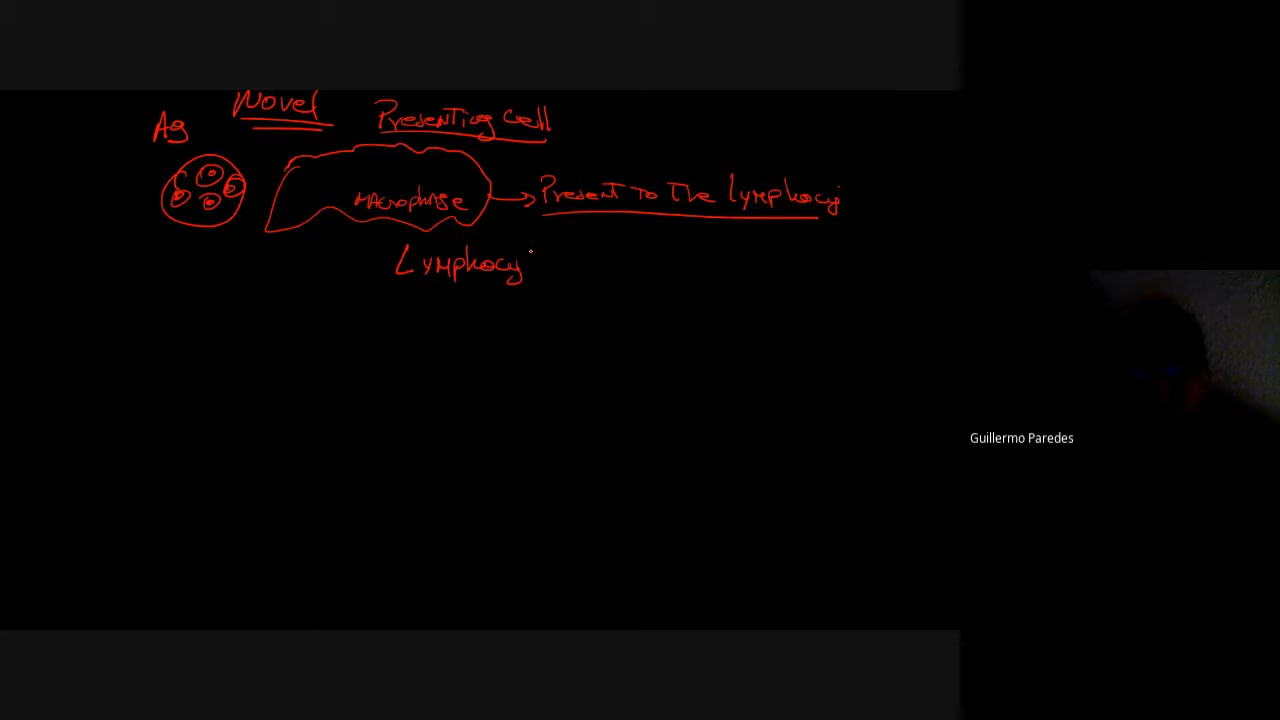 Novel
Ag
Presenting cell
Macrophage
Present to the lymphocy
Lymphocy
Guillermo Paredes